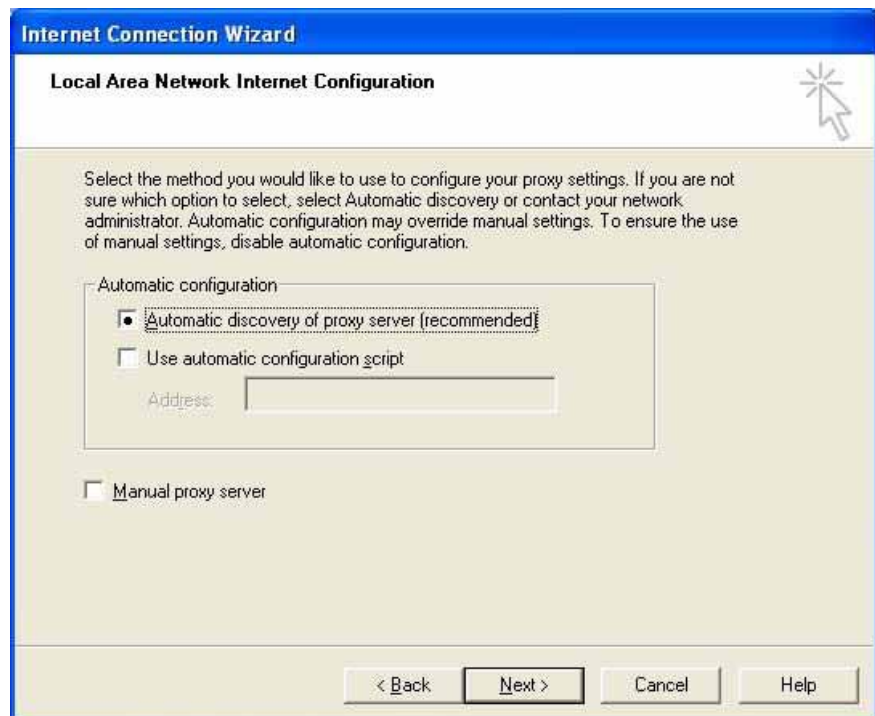 Internet Connection Wizard
Local Area Network Internet Configuration
Select the method you would like to use to configure your proxy settings. If you are not
sure which option to select, select Automatic discovery or contact your network
administrator. Automatic configuration may override manual settings. To ensure the use
of manual settings, disable automatic configuration.
Automatic configuration
Automatic discovery of proxy server (recommended)
Use automatic configuration script
Address:
Manual proxy server
< Back Next > Cancel Help